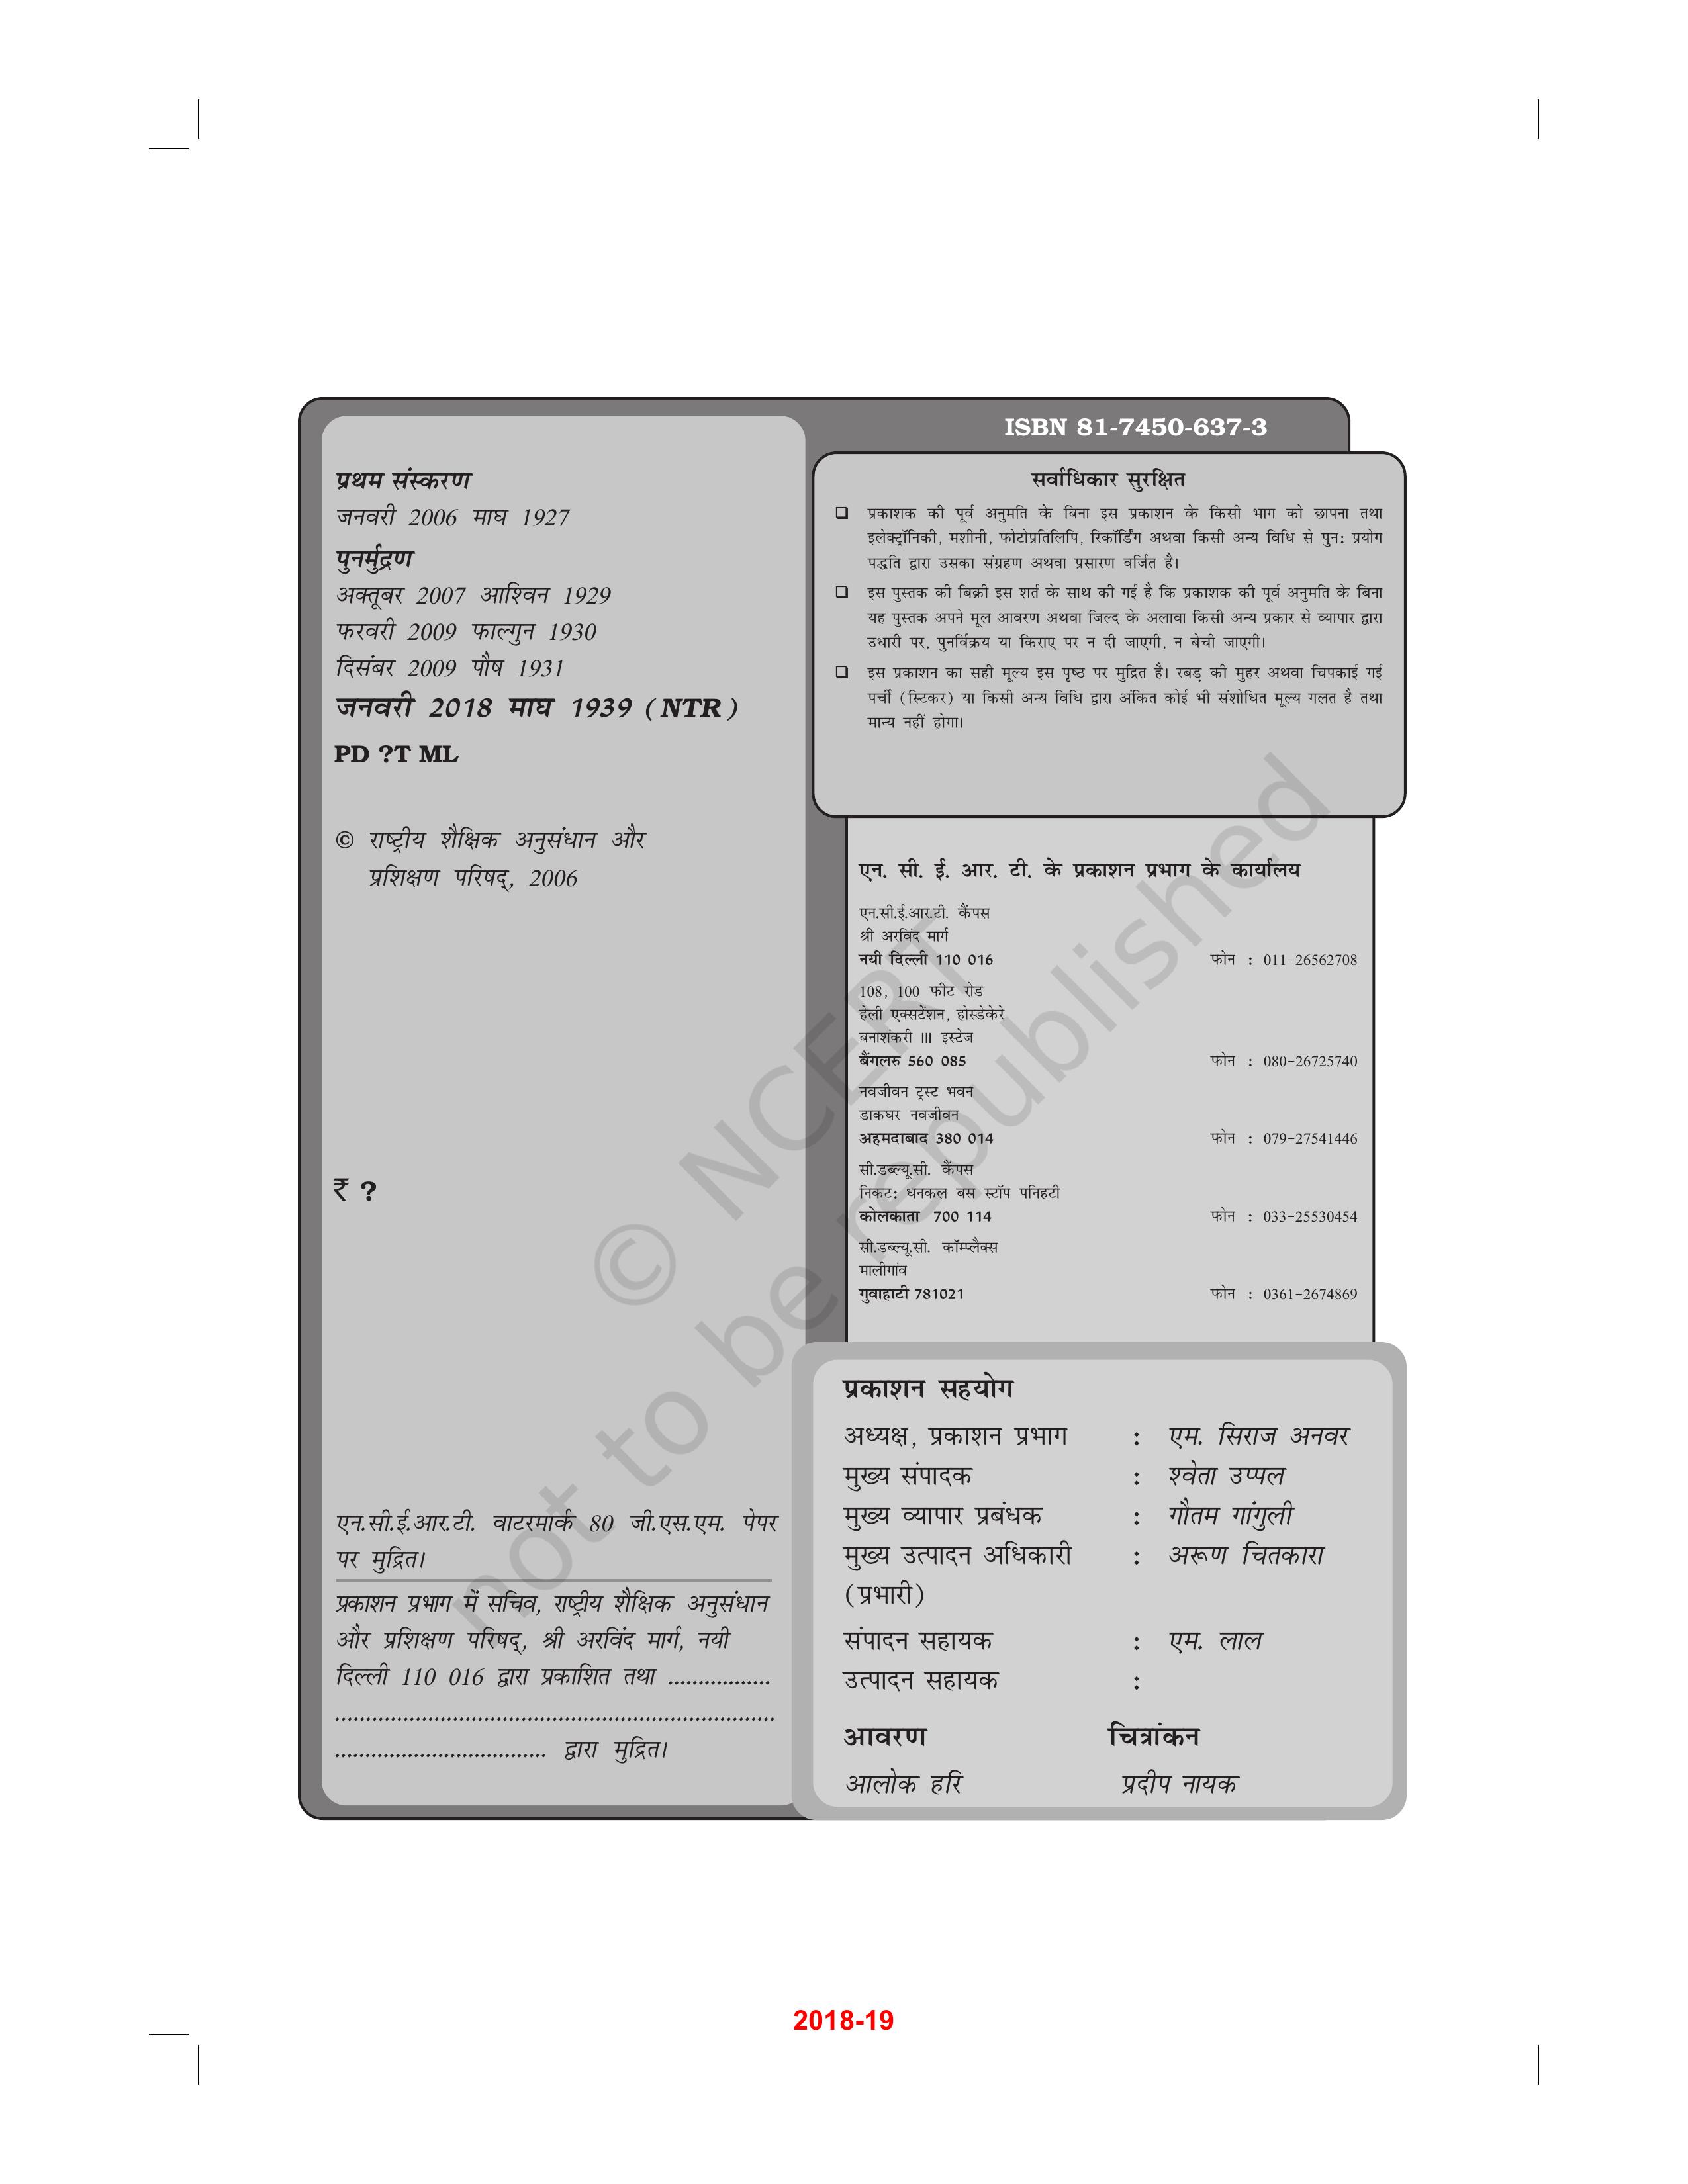 ISBN 81-7450-637-3
प्रथम संस्करण
जनवरी 2006 माघ 1927
पुनर्मुद्रण
अक्तूबर 2007 आश्विन 1929
फरवरी 2009 फाल्गुन 1930
दिसंबर 2009 पौष 1931
जनवरी 2018 माघ 1939 (NTR)
PD ?T ML
© राष्ट्रीय शैक्षिक अनुसंधान और
प्रशिक्षण परिषद्, 2006
₹ ?
एन.सी.ई.आर.टी. वाटरमार्क 80 जी.एस.एम. पेपर
पर मुद्रित।
प्रकाशन प्रभाग में सचिव, राष्ट्रीय शैक्षिक अनुसंधान
और प्रशिक्षण परिषद्, श्री अरविंद मार्ग, नयी
दिल्ली 110 016 द्वारा प्रकाशित तथा .................
........................................................................
................................... द्वारा मुद्रित।
सर्वाधिकार सुरक्षित
❑ प्रकाशक की पूर्व अनुमति के बिना इस प्रकाशन के किसी भाग को छापना तथा
इलेक्ट्रॉनिकी, मशीनी, फोटोप्रतिलिपि, रिकॉर्डिंग अथवा किसी अन्य विधि से पुन: प्रयोग
पद्धति द्वारा उसका संग्रहण अथवा प्रसारण वर्जित है।
❑ इस पुस्तक की बिक्री इस शर्त के साथ की गई है कि प्रकाशक की पूर्व अनुमति के बिना
यह पुस्तक अपने मूल आवरण अथवा जिल्द के अलावा किसी अन्य प्रकार से व्यापार द्वारा
उधारी पर, पुनर्विक्रय या किराए पर न दी जाएगी, न बेची जाएगी।
❑ इस प्रकाशन का सही मूल्य इस पृष्ठ पर मुद्रित है। रबड़ की मुहर अथवा चिपकाई गई
पर्ची (स्टिकर) या किसी अन्य विधि द्वारा अंकित कोई भी संशोधित मूल्य गलत है तथा
मान्य नहीं होगा।
एन. सी. ई. आर. टी. के प्रकाशन प्रभाग के कार्यालय
एन.सी.ई.आर.टी. कैंपस
श्री अरविंद मार्ग
नयी दिल्ली 110 016 फोन : 011-26562708
108, 100 फीट रोड
हेली एक्सटेंशन, होस्डेकेरे
बनाशंकरी III इस्टेज
बैंगलरु 560 085 फोन : 080-26725740
नवजीवन ट्रस्ट भवन
डाकघर नवजीवन
अहमदाबाद 380 014 फोन : 079-27541446
सी.डब्ल्यू.सी. कैंपस
निकट: धनकल बस स्टॉप पनिहटी
कोलकाता 700 114 फोन : 033-25530454
सी.डब्ल्यू.सी. कॉम्प्लैक्स
मालीगांव
गुवाहाटी 781021 फोन : 0361-2674869
प्रकाशन सहयोग
अध्यक्ष, प्रकाशन प्रभाग : एम. सिराज अनवर
मुख्य संपादक : श्वेता उप्पल
मुख्य व्यापार प्रबंधक : गौतम गांगुली
मुख्य उत्पादन अधिकारी : अरूण चितकारा
(प्रभारी)
संपादन सहायक : एम. लाल
उत्पादन सहायक :
आवरण चित्रांकन
आलोक हरि प्रदीप नायक
© NCERT
not to be republished
2018-19